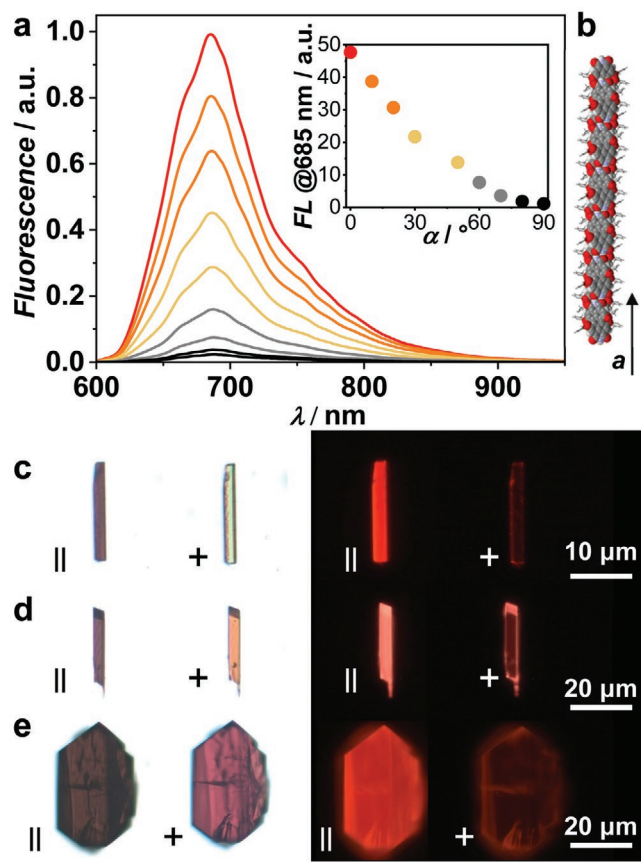 a
b
Fluorescence / a.u.
1.0
0.8
0.6
0.4
0.2
0.0
600
700
800
900
λ / nm
FL @685 nm / a.u.
50
40
30
20
10
0
0
30
60
90
α / °
a
c
||
+
||
+
10 µm
d
||
+
||
+
20 µm
e
||
+
||
+
20 µm